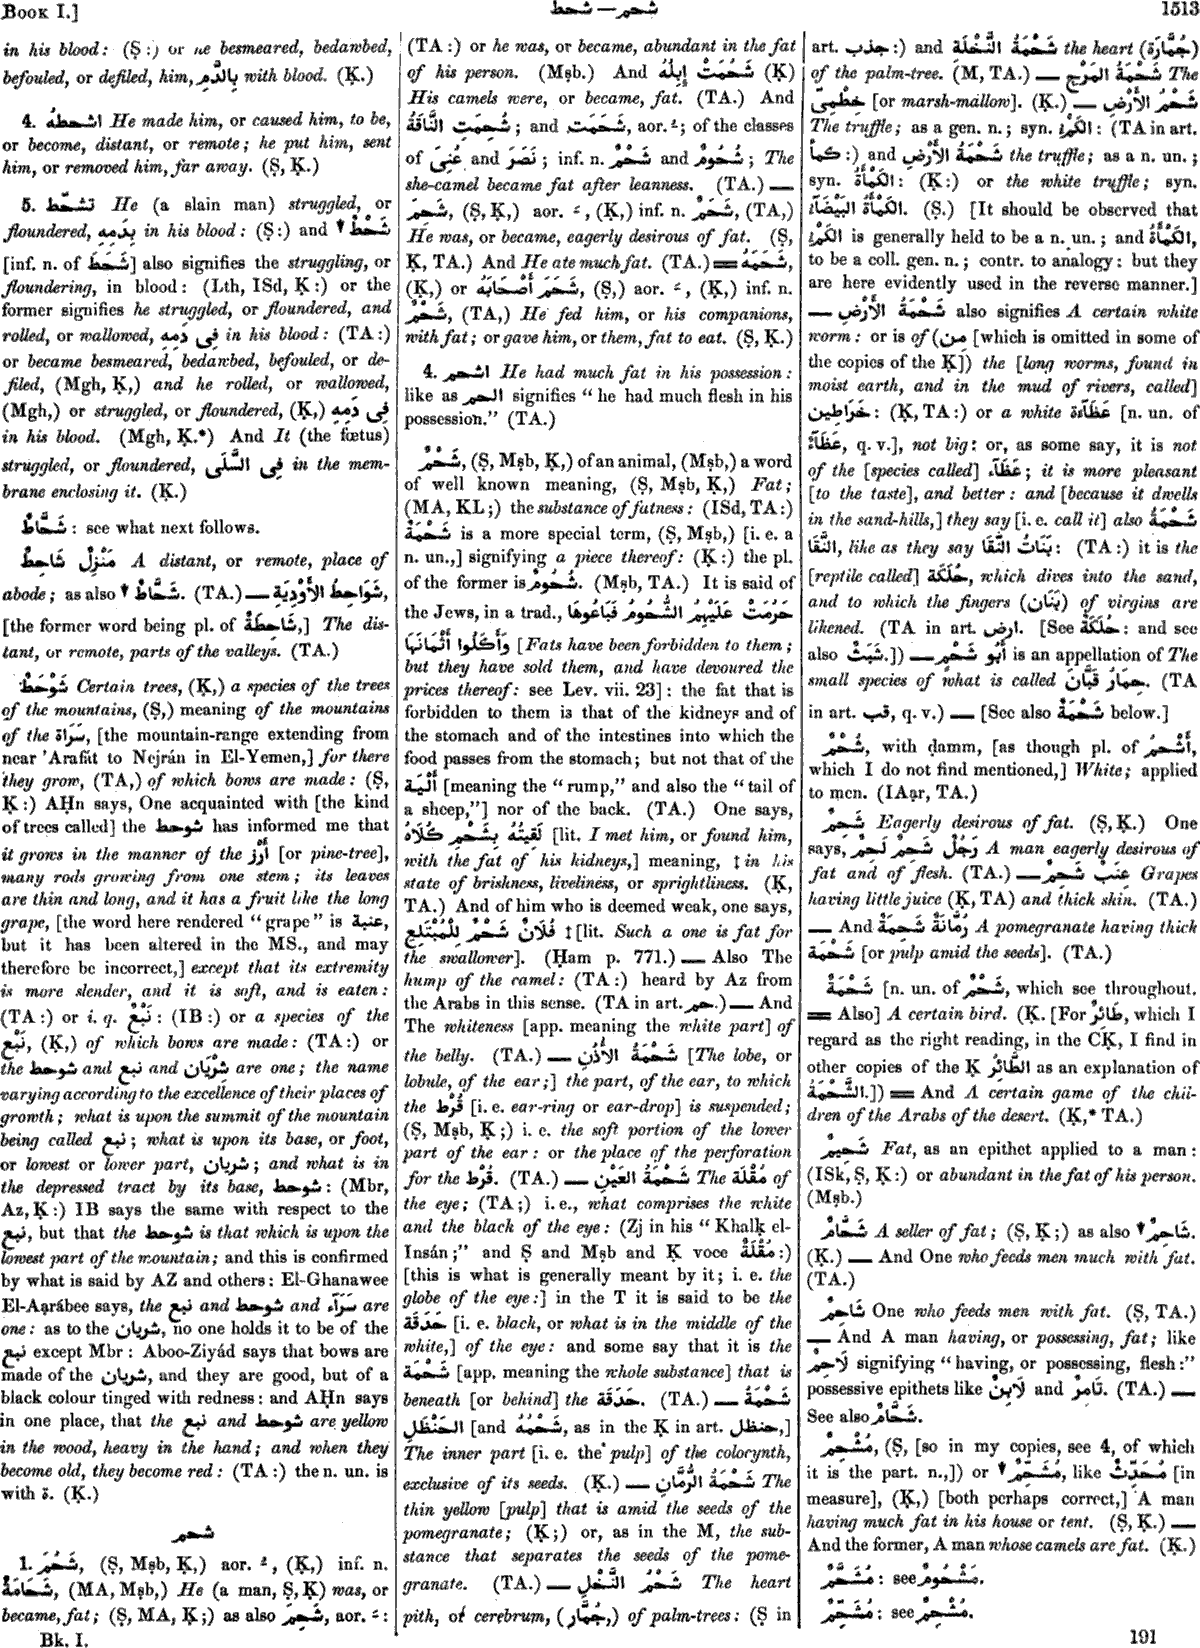 Book I.]
شحط — شحم
1513
in his blood: (Ṣ:) or he besmeared, bedawbed,
befouled, or defiled, him, بِالدَّمِ with blood. (Ḳ.)
4. اشحطهُ He made him, or caused him, to be,
or become, distant, or remote; he put him, sent
him, or removed him, far away. (Ṣ, Ḳ.)
5. تشحّط He (a slain man) struggled, or
floundered, بِدَمِهِ in his blood: (Ṣ:) and ▼ شَحْطٌ
[inf. n. of شَحَطَ] also signifies the struggling, or
floundering, in blood: (Lth, ISd, Ḳ:) or the
former signifies he struggled, or floundered, and
rolled, or wallowed, فِى دَمِهِ in his blood: (TA:)
or became besmeared, bedawbed, befouled, or de-
filed, (Mgh, Ḳ,) and he rolled, or wallowed,
(Mgh,) or struggled, or floundered, (Ḳ,) فِى دَمِهِ
in his blood. (Mgh, Ḳ.*) And It (the fœtus)
struggled, or floundered, فِى السَّلَى in the mem-
brane enclosing it. (Ḳ.)
شَحَّاطٌ: see what next follows.
مَنْزِلٌ شَاحِطٌ A distant, or remote, place of
abode; as also ▼ شَحَّاطٌ. (TA.) — شَوَاحِطُ الأَوْدِيَةِ,
[the former word being pl. of شَاحِطَةٌ,] The dis-
tant, or remote, parts of the valleys. (TA.)
شَوْحَطٌ Certain trees, (Ḳ,) a species of the trees
of the mountains, (Ṣ,) meaning of the mountains
of the سَرَاة, [the mountain-range extending from
near 'Arafát to Nejrán in El-Yemen,] for there
they grow, (TA,) of which bows are made: (Ṣ,
Ḳ:) AḤn says, One acquainted with [the kind
of trees called] the شوحط has informed me that
it grows in the manner of the أَرْز [or pine-tree],
many rods growing from one stem; its leaves
are thin and long, and it has a fruit like the long
grape, [the word here rendered "grape" is عنبة,
but it has been altered in the MS., and may
therefore be incorrect,] except that its extremity
is more slender, and it is soft, and is eaten:
(TA:) or i. q. نَبْعٌ: (IB:) or a species of the
نَبْع, (Ḳ,) of which bows are made: (TA:) or
the شوحط and نبع and شِرْيَان are one; the name
varying according to the excellence of their places of
growth; what is upon the summit of the mountain
being called نبع; what is upon its base, or foot,
or lowest or lower part, شريان; and what is in
the depressed tract by its base, شوحط: (Mbr,
Az, Ḳ:) IB says the same with respect to the
نبع, but that the شوحط is that which is upon the
lowest part of the mountain; and this is confirmed
by what is said by AZ and others: El-Ghanawee
El-Aạrábee says, the نبع and شوحط and سَرَآء are
one: as to the شريان, no one holds it to be of the
نبع except Mbr: Aboo-Ziyád says that bows are
made of the شريان, and they are good, but of a
black colour tinged with redness: and AḤn says
in one place, that the نبع and شوحط are yellow
in the wood, heavy in the hand; and when they
become old, they become red: (TA:) the n. un. is
with ة. (Ḳ.)
شحم
1. شَحُمَ, (Ṣ, Mṣb, Ḳ,) aor. ـُ , (Ḳ,) inf. n.
شَحَامَةٌ, (MA, Mṣb,) He (a man, Ṣ, Ḳ) was, or
became, fat; (Ṣ, MA, Ḳ;) as also شَحِمَ, aor. ـَ :
Bk. I.
(TA:) or he was, or became, abundant in the fat
of his person. (Mṣb.) And شَحُمَتْ إِبِلُهُ (Ḳ)
His camels were, or became, fat. (TA.) And
شُحِمَتِ النَّاقَةُ; and شَحَمَت, aor. ـُ; of the classes
of عُنِىَ and نَصَرَ; inf. n. شَحْمٌ and شُحُومٌ; The
she-camel became fat after leanness. (TA.) —
شَحِمَ, (Ṣ, Ḳ,) aor. ـَ , (Ḳ,) inf. n. شَحَمٌ, (TA,)
He was, or became, eagerly desirous of fat. (Ṣ,
Ḳ, TA.) And He ate much fat. (TA.) = شَحَمَهُ,
(Ḳ,) or شَحَمَ أَصْحَابَهُ, (Ṣ,) aor. ـَ , (Ḳ,) inf. n.
شَحْمٌ, (TA,) He fed him, or his companions,
with fat; or gave him, or them, fat to eat. (Ṣ, Ḳ.)
4. اشحم He had much fat in his possession:
like as الحم signifies "he had much flesh in his
possession." (TA.)
شَحْمٌ, (Ṣ, Mṣb, Ḳ,) of an animal, (Mṣb,) a word
of well known meaning, (Ṣ, Mṣb, Ḳ,) Fat;
(MA, KL;) the substance of fatness: (ISd, TA:)
شَحْمَةٌ is a more special term, (Ṣ, Mṣb,) [i. e. a
n. un.,] signifying a piece thereof: (Ḳ:) the pl.
of the former is شُحُومٌ. (Mṣb, TA.) It is said of
the Jews, in a trad., حَرُمَتْ عَلَيْهِمُ الشُّحُومُ فَبَاعُوهَا
وَأَكَلُوا أَثْمَانَهَا [Fats have been forbidden to them;
but they have sold them, and have devoured the
prices thereof: see Lev. vii. 23]: the fat that is
forbidden to them is that of the kidneys and of
the stomach and of the intestines into which the
food passes from the stomach; but not that of the
أَلْيَة [meaning the "rump," and also the "tail of
a sheep,"] nor of the back. (TA.) One says,
لَقِيتُهُ بِشَحْمِ كُلَاهُ [lit. I met him, or found him,
with the fat of his kidneys,] meaning, ‡ in his
state of briskness, liveliness, or sprightliness. (Ḳ,
TA.) And of him who is deemed weak, one says,
فُلَانٌ شَحْمٌ لِلْمُبْتَلِعِ ‡ [lit. Such a one is fat for
the swallower]. (Ḥam p. 771.) — Also The
hump of the camel: (TA:) heard by Az from
the Arabs in this sense. (TA in art. حم.) — And
The whiteness [app. meaning the white part] of
the belly. (TA.) — شَحْمَةُ الأُذُنِ [The lobe, or
lobule, of the ear;] the part, of the ear, to which
the قُرْط [i. e. ear-ring or ear-drop] is suspended;
(Ṣ, Mṣb, Ḳ;) i. e. the soft portion of the lower
part of the ear: or the place of the perforation
for the قُرْط. (TA.) — شَحْمَةُ العَيْنِ The مُقْلَة of
the eye; (TA;) i. e., what comprises the white
and the black of the eye: (Zj in his "Khalḳ el-
Insán;" and Ṣ and Mṣb and Ḳ voce مُقْلَةٌ:)
[this is what is generally meant by it; i. e. the
globe of the eye:] in the T it is said to be the
حَدَقَة [i. e. black, or what is in the middle of the
white,] of the eye: and some say that it is the
شَحْمَة [app. meaning the whole substance] that is
beneath [or behind] the حَدَقَة. (TA.) — شَحْمَةُ
الحَنْظَلِ [and شَحْمُهُ, as in the Ḳ in art. حنظل,]
The inner part [i. e. the pulp] of the colocynth,
exclusive of its seeds. (Ḳ.) — شَحْمَةُ الرُّمَّانِ The
thin yellow [pulp] that is amid the seeds of the
pomegranate; (Ḳ;) or, as in the M, the sub-
stance that separates the seeds of the pome-
granate. (TA.) — شَحْمُ النَّخْلِ The heart
pith, or cerebrum, (جُمَّار,) of palm-trees: (Ṣ in
art. جذب:) and شَحْمَةُ النَّخْلَةِ the heart (جُمَّارَة)
of the palm-tree. (M, TA.) — شَحْمَةُ المَرْجِ The
خِطْمِىّ [or marsh-mallow]. (Ḳ.) — شَحْمُ الأَرْضِ
The truffle; as a gen. n.; syn. الكَمْءُ: (TA in art.
كمأ:) and شَحْمَةُ الأَرْضِ the truffle; as a n. un.;
syn. الكَمْأَةُ: (Ḳ:) or the white truffle; syn.
الكَمْأَةُ البَيْضَآءُ. (Ṣ.) [It should be observed that
الكَمْءُ is generally held to be a n. un.; and الكَمْأَةُ,
to be a coll. gen. n.; contr. to analogy: but they
are here evidently used in the reverse manner.]
— شَحْمَةُ الأَرْضِ also signifies A certain white
worm: or is of (مِن [which is omitted in some of
the copies of the Ḳ]) the [long worms, found in
moist earth, and in the mud of rivers, called]
خَرَاطِين: (Ḳ, TA:) or a white عَظَآءَة [n. un. of
عَظَآءٌ, q. v.], not big: or, as some say, it is not
of the [species called] عَظَآء; it is more pleasant
[to the taste], and better: and [because it dwells
in the sand-hills,] they say [i. e. call it] also شَحْمَةُ
النَّقَا, like as they say بَنَاتُ النَّقَا: (TA:) it is the
[reptile called] حُلَكَة, which dives into the sand,
and to which the fingers (بَنَان) of virgins are
likened. (TA in art. ارض. [See حُلَكَةٌ: and see
also شَبَثٌ.]) — أَبُو شَحْمٍ is an appellation of The
small species of what is called حِمَارُ قَبَّانَ. (TA
in art. قب, q. v.) — [See also شَحْمَةٌ below.]
شُحْمٌ, with ḍamm, [as though pl. of أَشْحَمُ,
which I do not find mentioned,] White; applied
to men. (IAạr, TA.)
شَحِمٌ Eagerly desirous of fat. (Ṣ, Ḳ.) One
says, رَجُلٌ شَحِمٌ لَحِمٌ A man eagerly desirous of
fat and of flesh. (TA.) — عِنَبٌ شَحِمٌ Grapes
having little juice (Ḳ, TA) and thick skin. (TA.)
— And رُمَّانَةٌ شَحِمَةٌ A pomegranate having thick
شَحْمَة [or pulp amid the seeds]. (TA.)
شَحْمَةٌ [n. un. of شَحْمٌ, which see throughout.
= Also] A certain bird. (Ḳ. [For طَائِرٌ, which I
regard as the right reading, in the CḲ, I find in
other copies of the Ḳ الطَّائِرُ as an explanation of
الشَّحْمَةُ.]) = And A certain game of the chil-
dren of the Arabs of the desert. (Ḳ,* TA.)
شَحِيمٌ Fat, as an epithet applied to a man:
(ISk, Ṣ, Ḳ:) or abundant in the fat of his person.
(Mṣb.)
شَحَّامٌ A seller of fat; (Ṣ, Ḳ;) as also ▼ شَاحِمٌ.
(Ḳ.) — And One who feeds men much with fat.
(TA.)
شَاحِمٌ One who feeds men with fat. (Ṣ, TA.)
— And A man having, or possessing, fat; like
لَاحِمٌ signifying "having, or possessing, flesh:"
possessive epithets like لَابِنٌ and تَامِرٌ. (TA.) —
See also شَحَّامٌ.
مُشْحِمٌ, (Ṣ, [so in my copies, see 4, of which
it is the part. n.,]) or ▼ مُشَحِّمٌ, like مُحَدِّثٌ [in
measure], (Ḳ,) [both perhaps correct,] A man
having much fat in his house or tent. (Ṣ, Ḳ.) —
And the former, A man whose camels are fat. (Ḳ.)
مُشَحَّمٌ: see مَشْحُومٌ.
مُشَحِّمٌ: see مُشْحِمٌ.
191